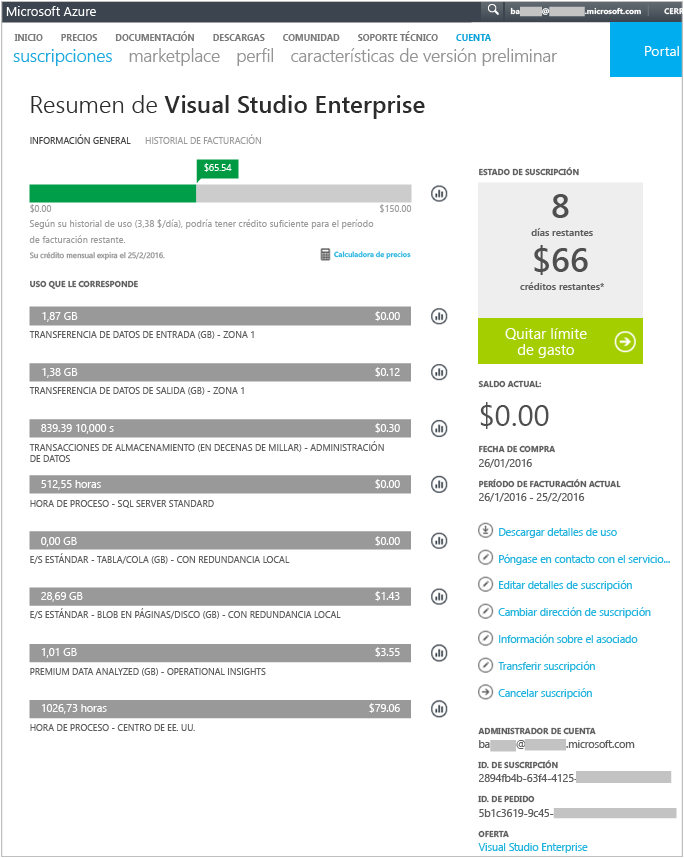 Microsoft Azure
ba @ .microsoft.com
CERR
INICIO PRECIOS DOCUMENTACIÓN DESCARGAS COMUNIDAD SOPORTE TÉCNICO CUENTA
suscripciones marketplace perfil características de versión preliminar
Portal
Resumen de Visual Studio Enterprise
INFORMACIÓN GENERAL HISTORIAL DE FACTURACIÓN
$65.54
$0.00 $150.00
Según su historial de uso (3,38 $/día), podría tener crédito suficiente para el período
de facturación restante.
Su crédito mensual expira el 25/2/2016.
Calculadora de precios
USO QUE LE CORRESPONDE
1,87 GB $0.00
TRANSFERENCIA DE DATOS DE ENTRADA (GB) - ZONA 1
1,38 GB $0.12
TRANSFERENCIA DE DATOS DE SALIDA (GB) - ZONA 1
839.39 10,000 s $0.30
TRANSACCIONES DE ALMACENAMIENTO (EN DECENAS DE MILLAR) - ADMINISTRACIÓN
DE DATOS
512,55 horas $0.00
HORA DE PROCESO - SQL SERVER STANDARD
0,00 GB $0.00
E/S ESTÁNDAR - TABLA/COLA (GB) - CON REDUNDANCIA LOCAL
28,69 GB $1.43
E/S ESTÁNDAR - BLOB EN PÁGINAS/DISCO (GB) - CON REDUNDANCIA LOCAL
1,01 GB $3.55
PREMIUM DATA ANALYZED (GB) - OPERATIONAL INSIGHTS
1026,73 horas $79.06
HORA DE PROCESO - CENTRO DE EE. UU.
ESTADO DE SUSCRIPCIÓN
8
días restantes
$66
créditos restantes*
Quitar límite
de gasto
SALDO ACTUAL:
$0.00
FECHA DE COMPRA
26/01/2016
PERÍODO DE FACTURACIÓN ACTUAL
26/1/2016 - 25/2/2016
Descargar detalles de uso
Póngase en contacto con el servicio...
Editar detalles de suscripción
Cambiar dirección de suscripción
Información sobre el asociado
Transferir suscripción
Cancelar suscripción
ADMINISTRADOR DE CUENTA
ba @ .microsoft.com
ID. DE SUSCRIPCIÓN
2894fb4b-63f4-4125-
ID. DE PEDIDO
5b1c3619-9c45-
OFERTA
Visual Studio Enterprise